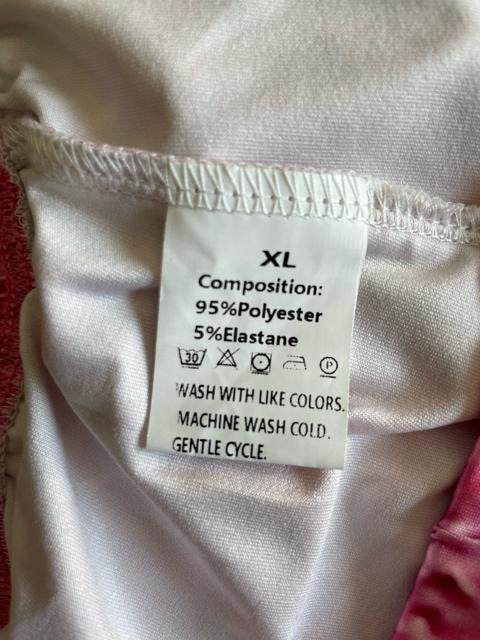 XL
Composition:
95%Polyester
5%Elastane
30 P
WASH WITH LIKE COLORS.
MACHINE WASH COLD.
GENTLE CYCLE.